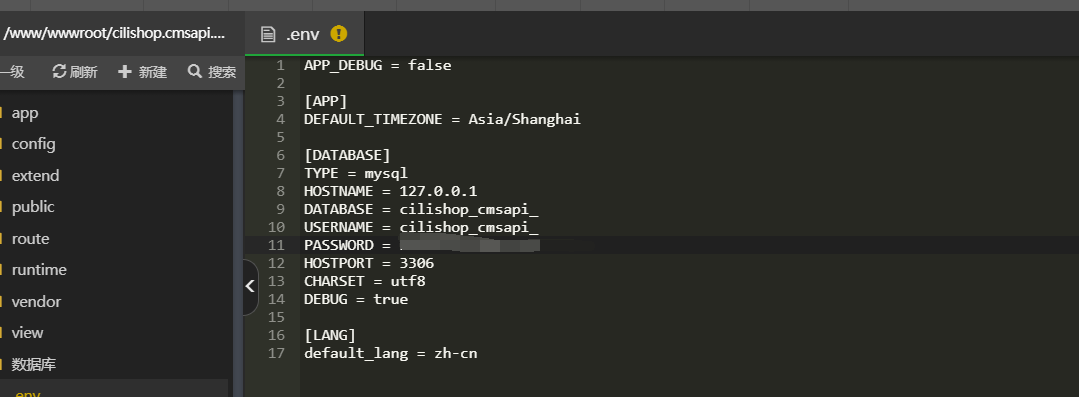 /www/wwwroot/cilishop.cmsapi....
一级 刷新 新建 搜索
app
config
extend
public
route
runtime
vendor
view
数据库
.env
.env
1 APP_DEBUG = false
2
3 [APP]
4 DEFAULT_TIMEZONE = Asia/Shanghai
5
6 [DATABASE]
7 TYPE = mysql
8 HOSTNAME = 127.0.0.1
9 DATABASE = cilishop_cmsapi_
10 USERNAME = cilishop_cmsapi_
11 PASSWORD =
12 HOSTPORT = 3306
13 CHARSET = utf8
14 DEBUG = true
15
16 [LANG]
17 default_lang = zh-cn